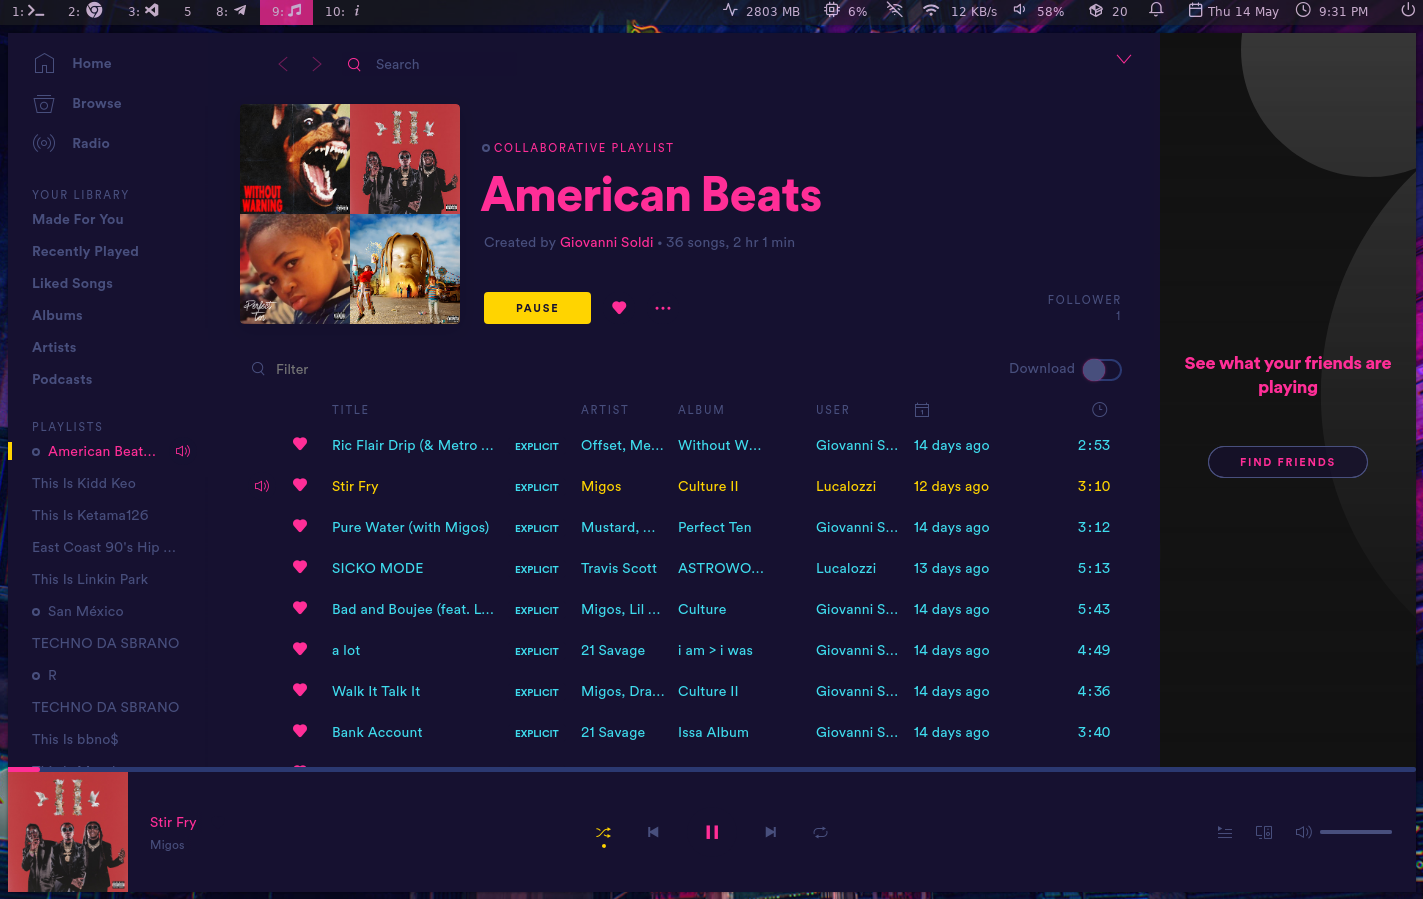 1: 2: 3: 5 8: 9: 10: i 2803 MB 6% 12 KB/s 58% 20 Thu 14 May 9:31 PM
Home
Browse
Radio
YOUR LIBRARY
Made For You
Recently Played
Liked Songs
Albums
Artists
Podcasts
PLAYLISTS
American Beat...
This Is Kidd Keo
This Is Ketama126
East Coast 90's Hip ...
This Is Linkin Park
San México
TECHNO DA SBRANO
R
TECHNO DA SBRANO
This Is bbno$
Search
WITHOUT
WARNING
Perfect
Ten
COLLABORATIVE PLAYLIST
American Beats
Created by Giovanni Soldi • 36 songs, 2 hr 1 min
PAUSE
FOLLOWER
1
Filter
Download
TITLE ARTIST ALBUM USER
Ric Flair Drip (& Metro ... EXPLICIT Offset, Me... Without W... Giovanni S... 14 days ago 2:53
Stir Fry EXPLICIT Migos Culture II Lucalozzi 12 days ago 3:10
Pure Water (with Migos) EXPLICIT Mustard, ... Perfect Ten Giovanni S... 14 days ago 3:12
SICKO MODE EXPLICIT Travis Scott ASTROWO... Lucalozzi 13 days ago 5:13
Bad and Boujee (feat. L... EXPLICIT Migos, Lil ... Culture Giovanni S... 14 days ago 5:43
a lot EXPLICIT 21 Savage i am > i was Giovanni S... 14 days ago 4:49
Walk It Talk It EXPLICIT Migos, Dra... Culture II Giovanni S... 14 days ago 4:36
Bank Account EXPLICIT 21 Savage Issa Album Giovanni S... 14 days ago 3:40
See what your friends are
playing
FIND FRIENDS
Stir Fry
Migos